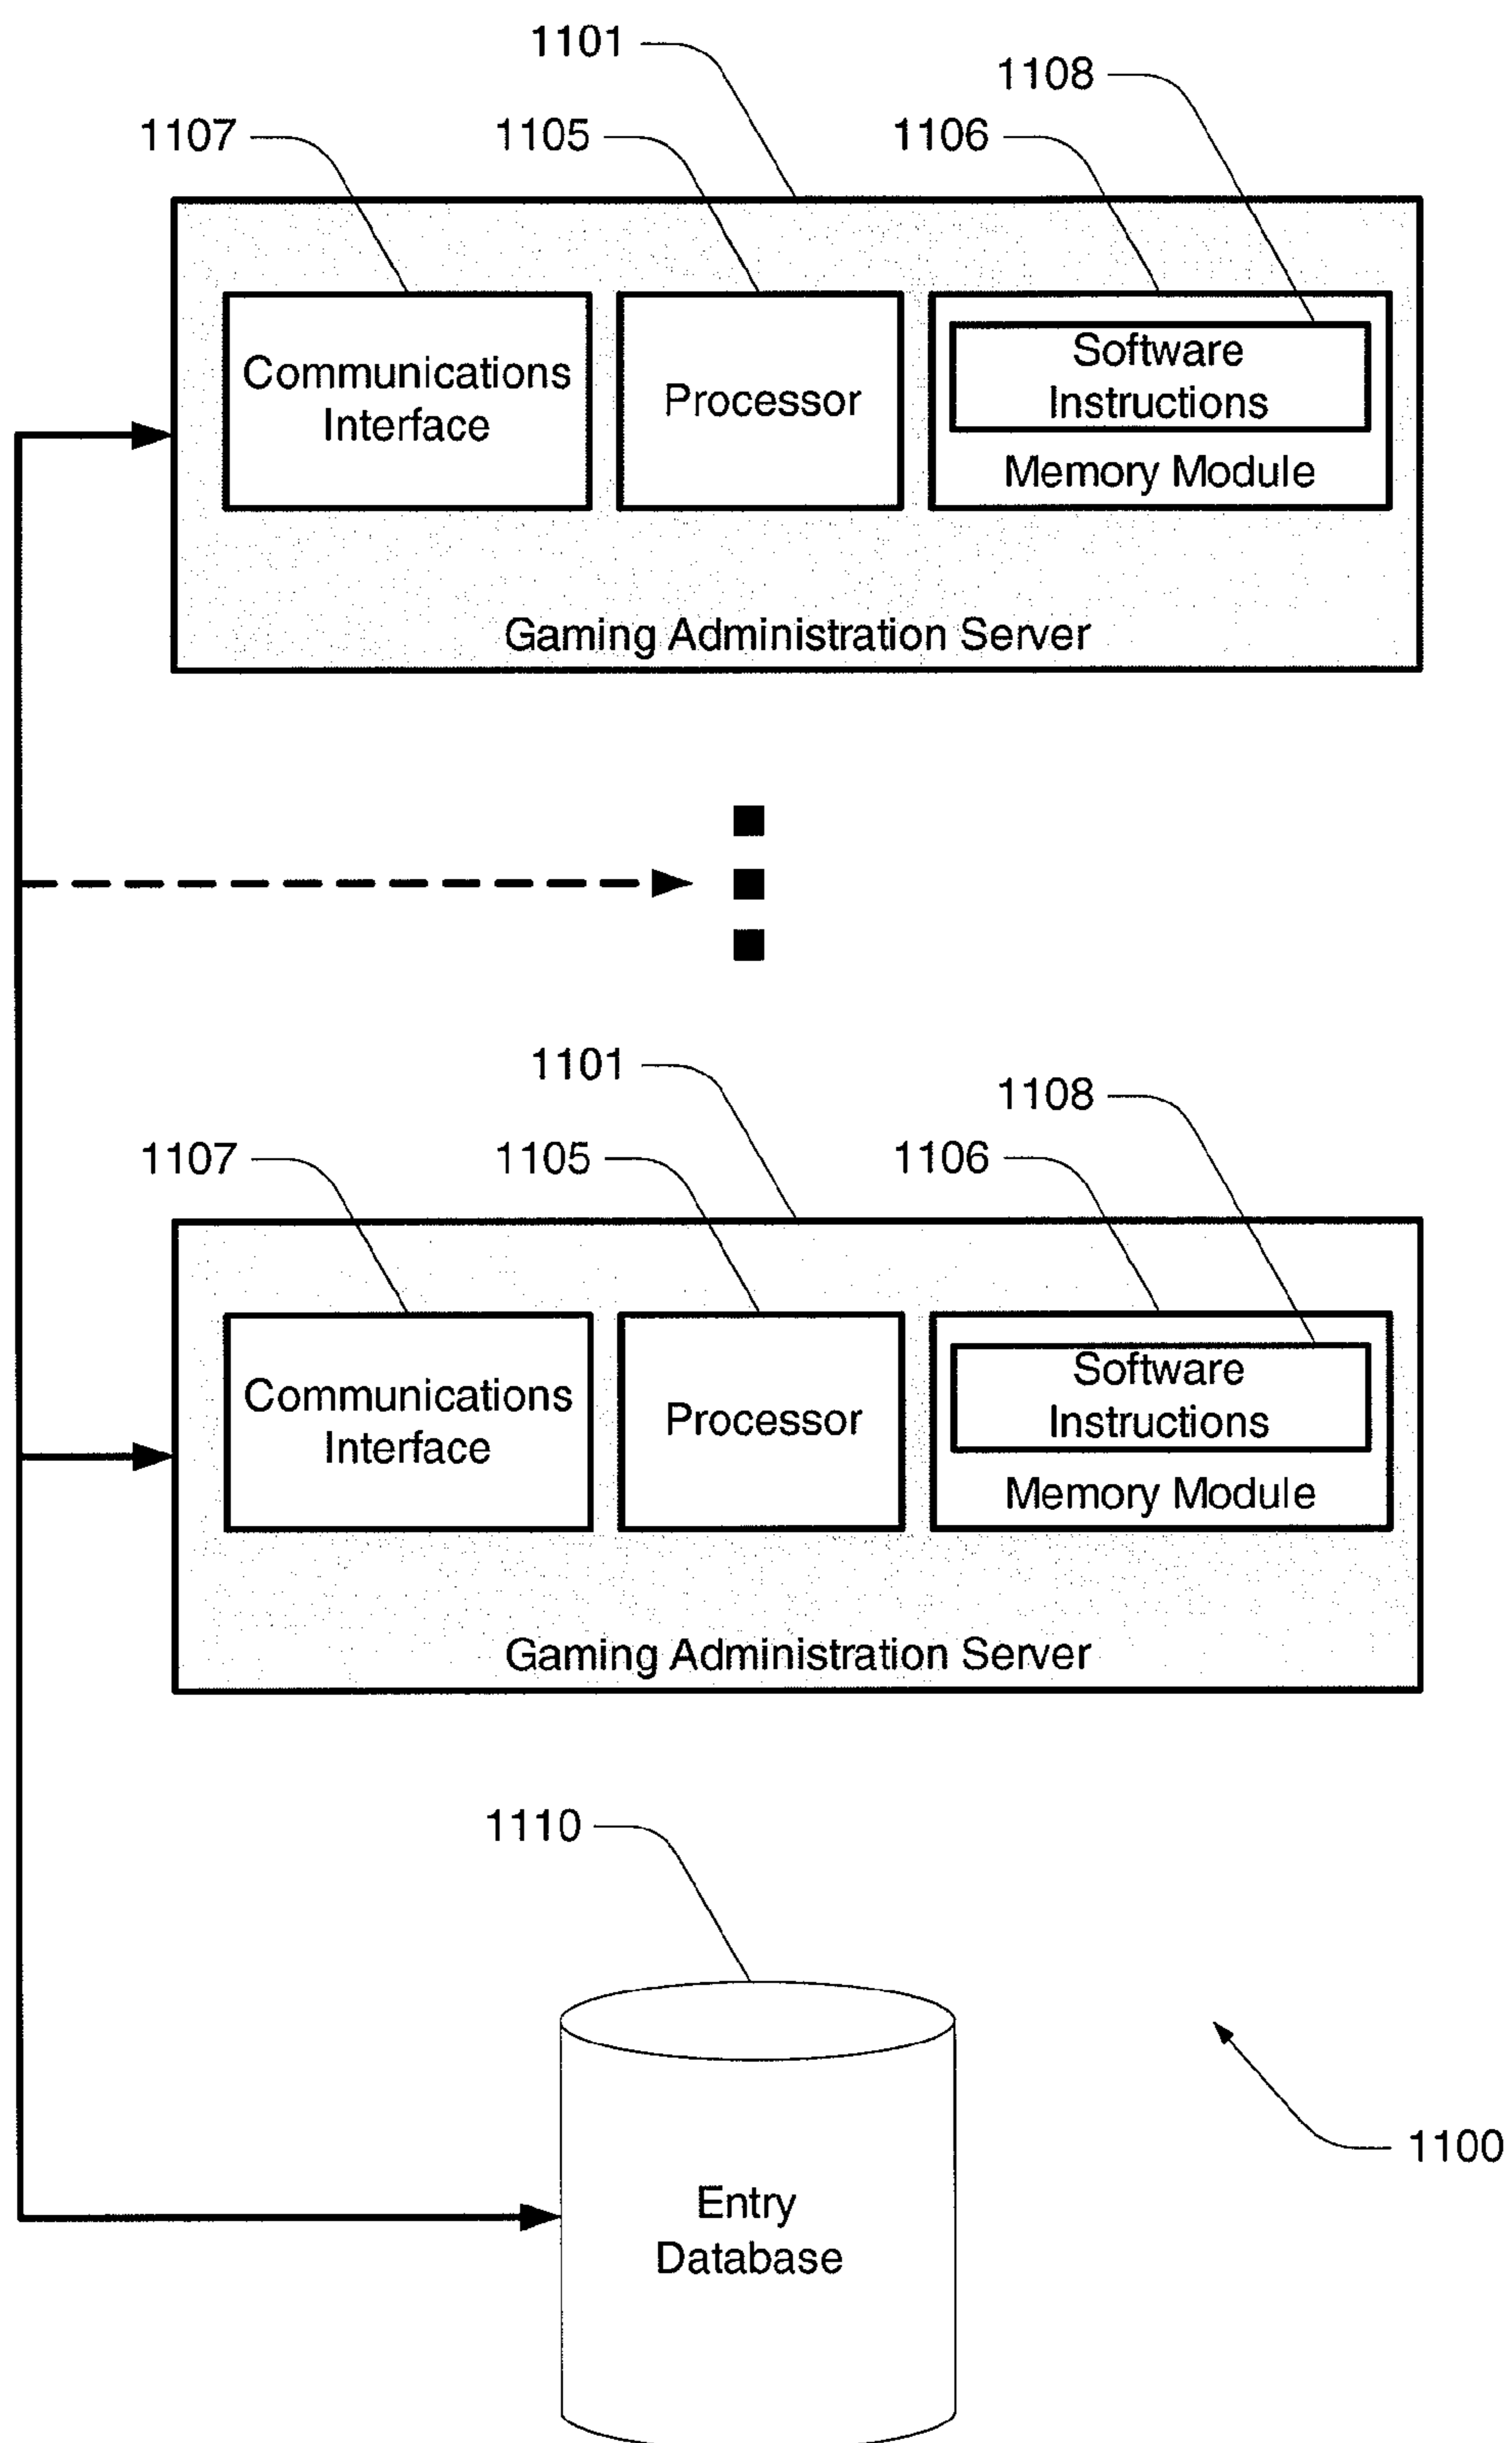 1101
1108
1107
1105
1106
Communications
Interface
Processor
Software
Instructions
Memory Module
Gaming Administration Server
1101
1108
1107
1105
1106
Communications
Interface
Processor
Software
Instructions
Memory Module
Gaming Administration Server
1110
1100
Entry
Database